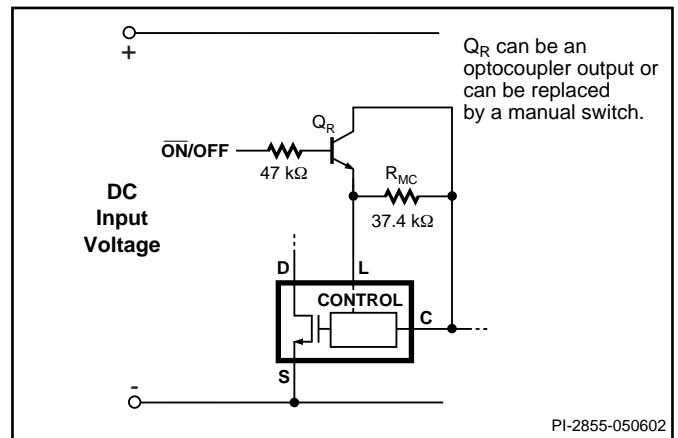 +
Q_R can be an
optocoupler output or
can be replaced
by a manual switch.
Q_R
O̅N̅/OFF
47 kΩ
R_MC
37.4 kΩ
DC
Input
Voltage
D
L
CONTROL
C
S
-
PI-2855-050602